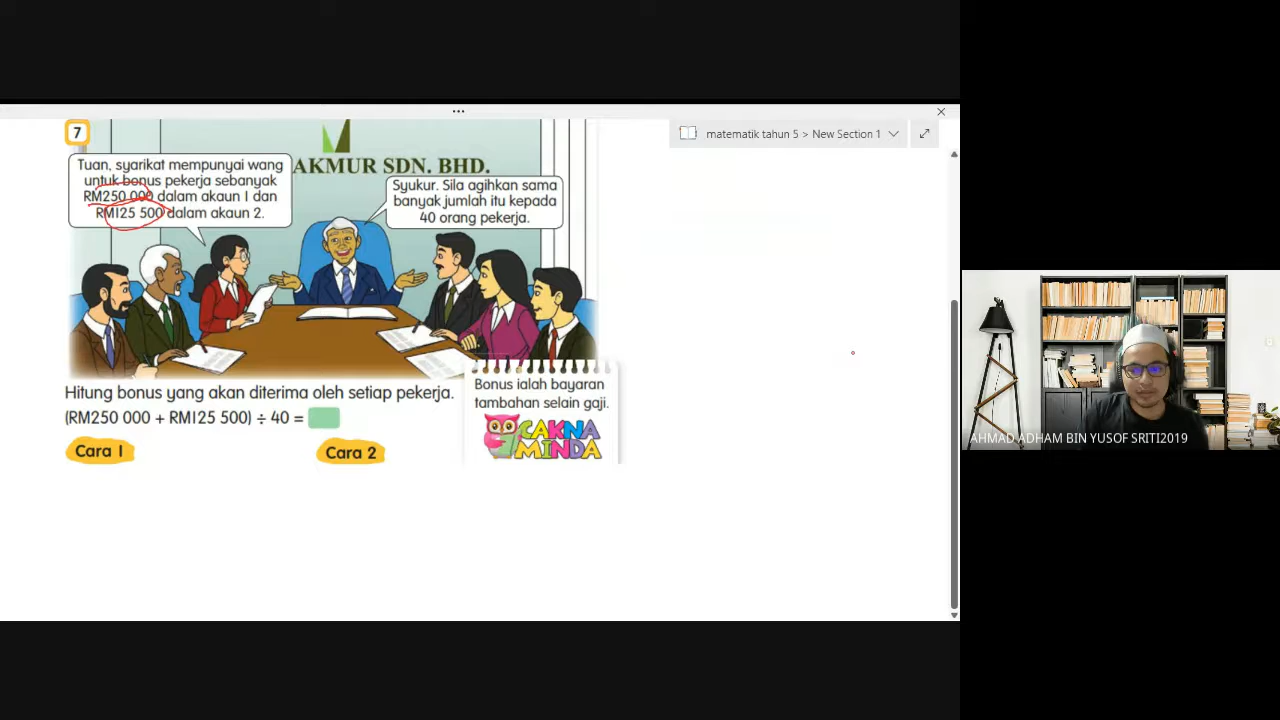 7
matematik tahun 5 > New Section 1
AKMUR SDN. BHD.
Tuan, syarikat mempunyai wang
untuk bonus pekerja sebanyak
RM250 000 dalam akaun 1 dan
RM125 500 dalam akaun 2.
Syukur. Sila agihkan sama
banyak jumlah itu kepada
40 orang pekerja.
Hitung bonus yang akan diterima oleh setiap pekerja.
(RM250 000 + RM125 500) ÷ 40 =
Bonus ialah bayaran
tambahan selain gaji.
CAKNA
MINDA
Cara 1
Cara 2
AHMAD ADHAM BIN YUSOF SRITI2019